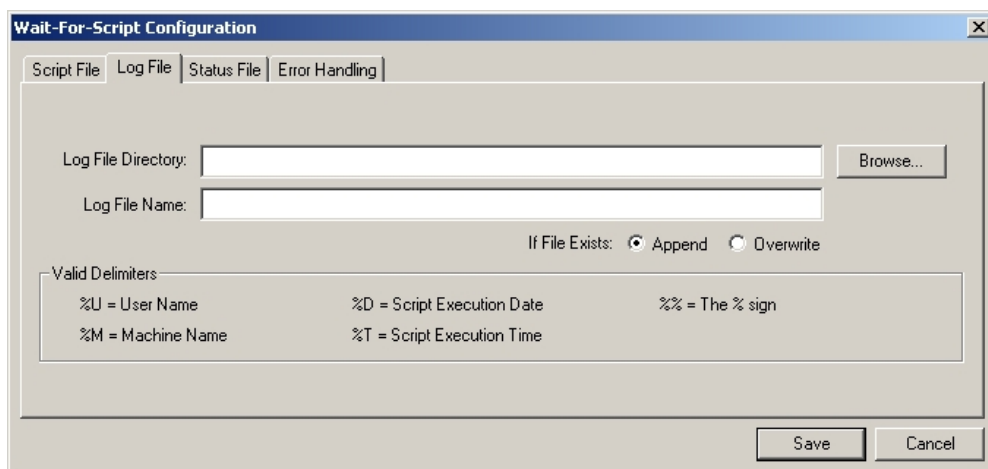 Wait-For-Script Configuration
Script File Log File Status File Error Handling
Log File Directory: Browse...
Log File Name:
If File Exists: Append Overwrite
Valid Delimiters
%U = User Name %D = Script Execution Date %% = The % sign
%M = Machine Name %T = Script Execution Time
Save Cancel